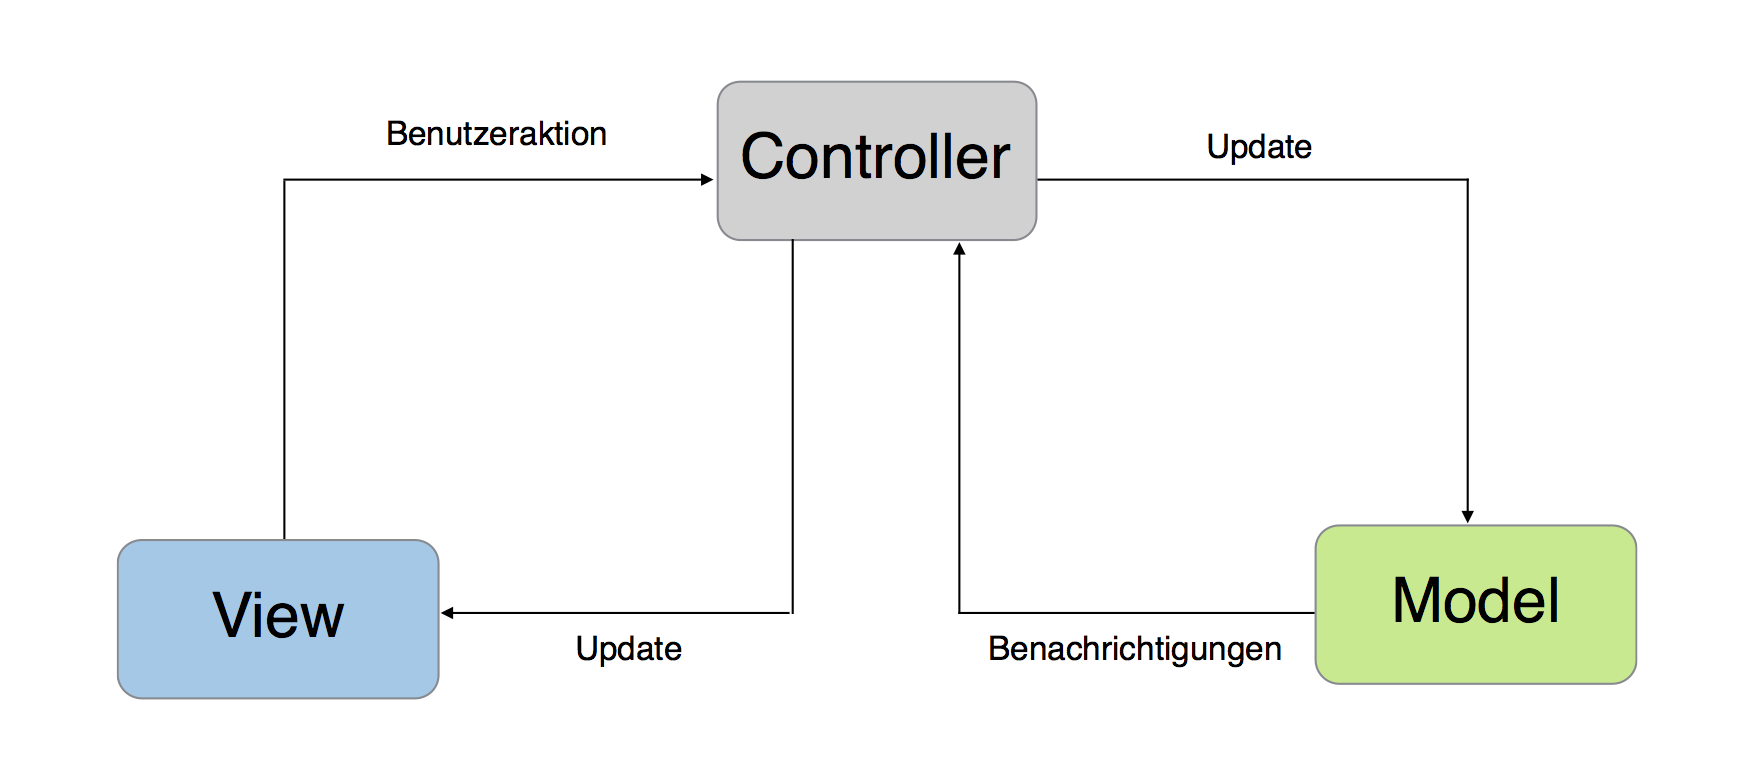 Benutzeraktion
Controller
Update
View
Update
Benachrichtigungen
Model